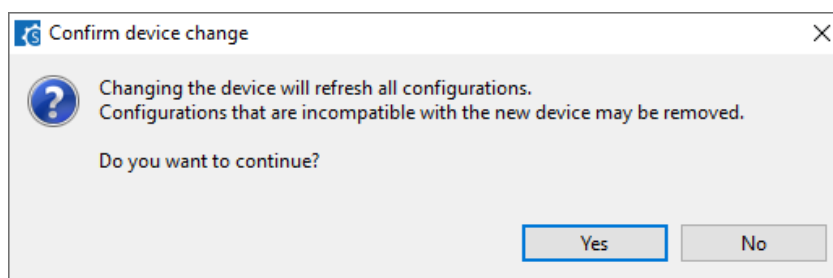 Confirm device change
Changing the device will refresh all configurations.
Configurations that are incompatible with the new device may be removed.
Do you want to continue?
Yes No